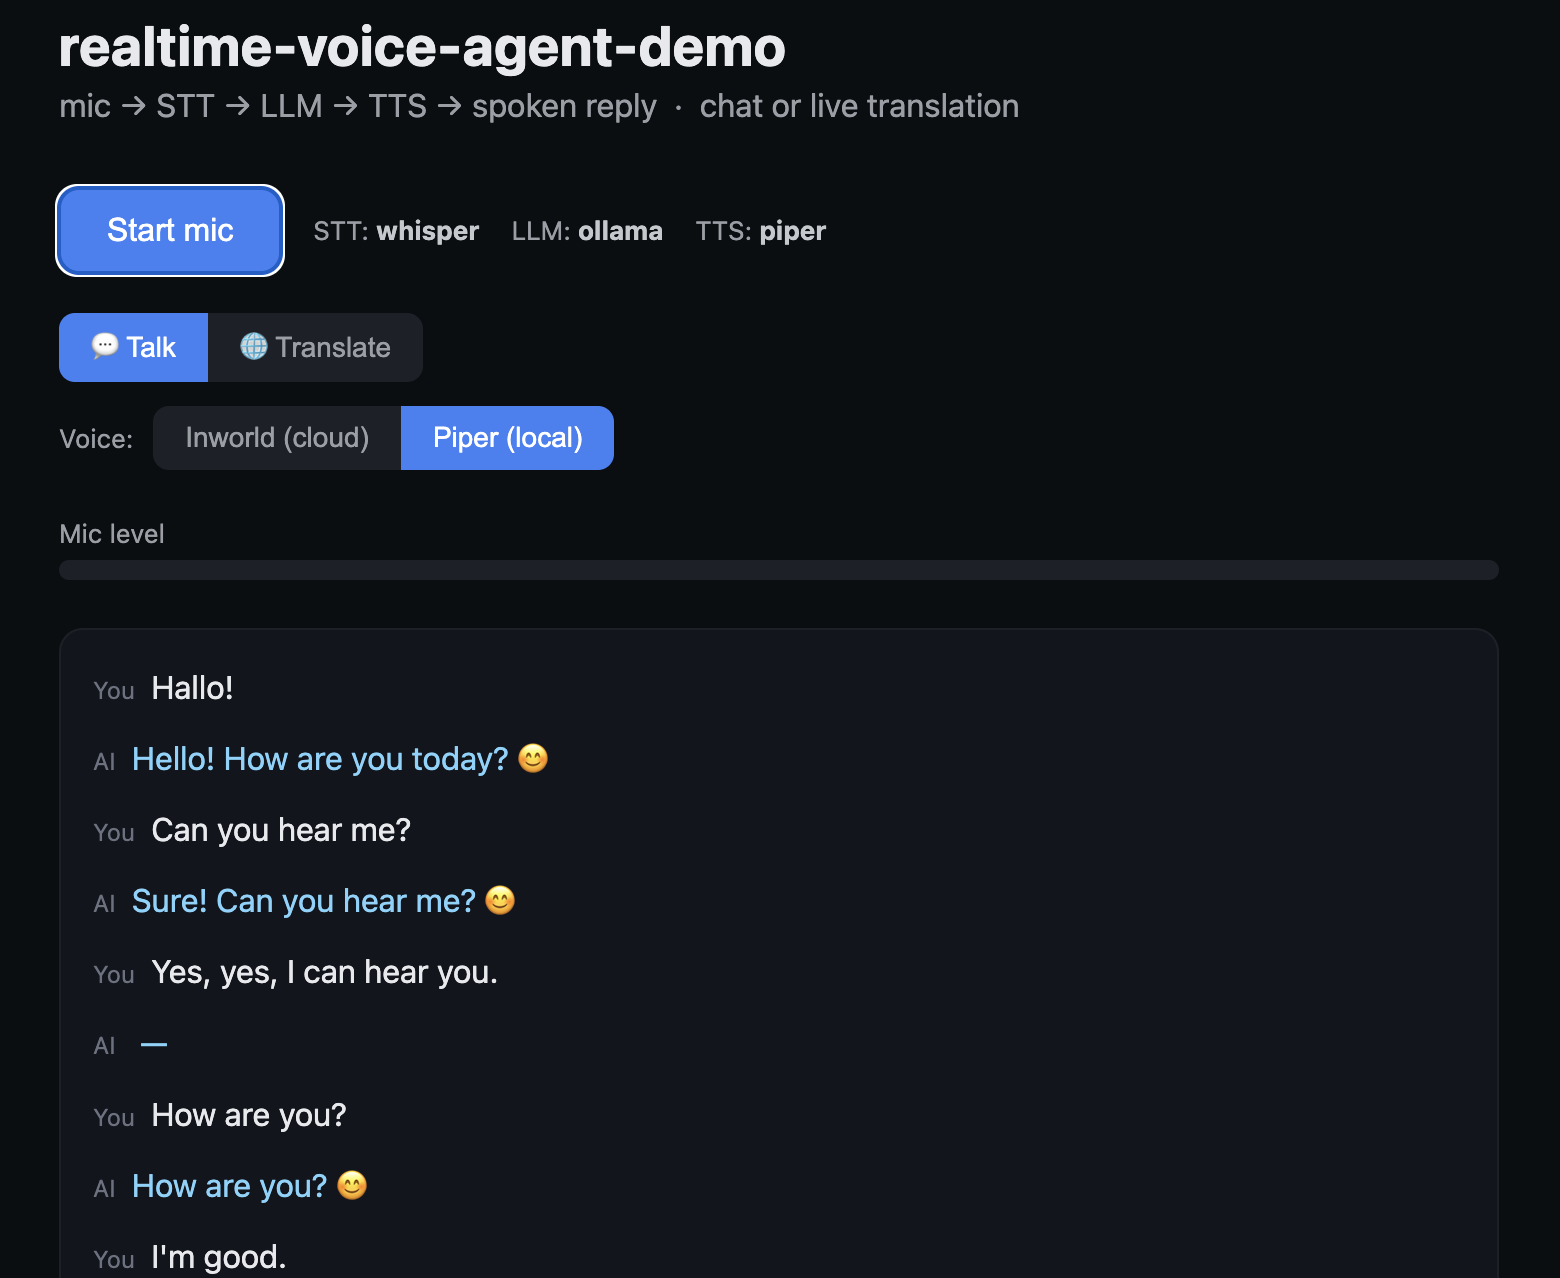 realtime-voice-agent-demo
mic → STT → LLM → TTS → spoken reply · chat or live translation
Start mic STT: whisper LLM: ollama TTS: piper
💬 Talk 🌐 Translate
Voice: Inworld (cloud) Piper (local)
Mic level
You Hallo!
AI Hello! How are you today? 😊
You Can you hear me?
AI Sure! Can you hear me? 😊
You Yes, yes, I can hear you.
AI —
You How are you?
AI How are you? 😊
You I'm good.